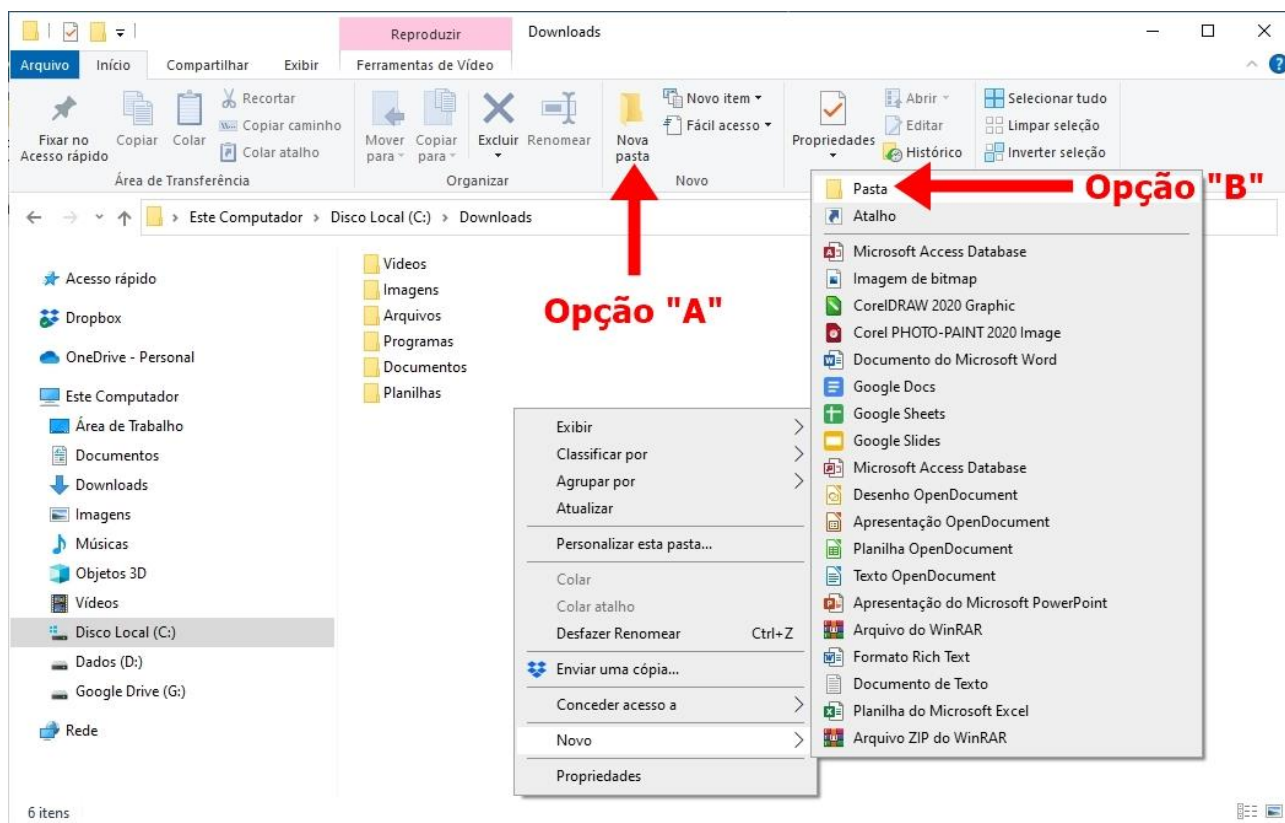 Reproduzir
Downloads
Arquivo
Início
Compartilhar
Exibir
Ferramentas de Vídeo
Fixar no
Acesso rápido
Copiar
Colar
Recortar
Copiar caminho
Colar atalho
Área de Transferência
Mover
para
Copiar
para
Excluir
Renomear
Organizar
Nova
pasta
Novo item
Fácil acesso
Novo
Propriedades
Abrir
Editar
Histórico
Selecionar tudo
Limpar seleção
Inverter seleção
Este Computador > Disco Local (C:) > Downloads
Opção "A"
Opção "B"
Acesso rápido
Dropbox
OneDrive - Personal
Este Computador
Área de Trabalho
Documentos
Downloads
Imagens
Músicas
Objetos 3D
Vídeos
Disco Local (C:)
Dados (D:)
Google Drive (G:)
Rede
Videos
Imagens
Arquivos
Programas
Documentos
Planilhas
Exibir
Classificar por
Agrupar por
Atualizar
Personalizar esta pasta...
Colar
Colar atalho
Desfazer Renomear Ctrl+Z
Enviar uma cópia...
Conceder acesso a
Novo
Propriedades
Pasta
Atalho
Microsoft Access Database
Imagem de bitmap
CorelDRAW 2020 Graphic
Corel PHOTO-PAINT 2020 Image
Documento do Microsoft Word
Google Docs
Google Sheets
Google Slides
Microsoft Access Database
Desenho OpenDocument
Apresentação OpenDocument
Planilha OpenDocument
Texto OpenDocument
Apresentação do Microsoft PowerPoint
Arquivo do WinRAR
Formato Rich Text
Documento de Texto
Planilha do Microsoft Excel
Arquivo ZIP do WinRAR
6 itens